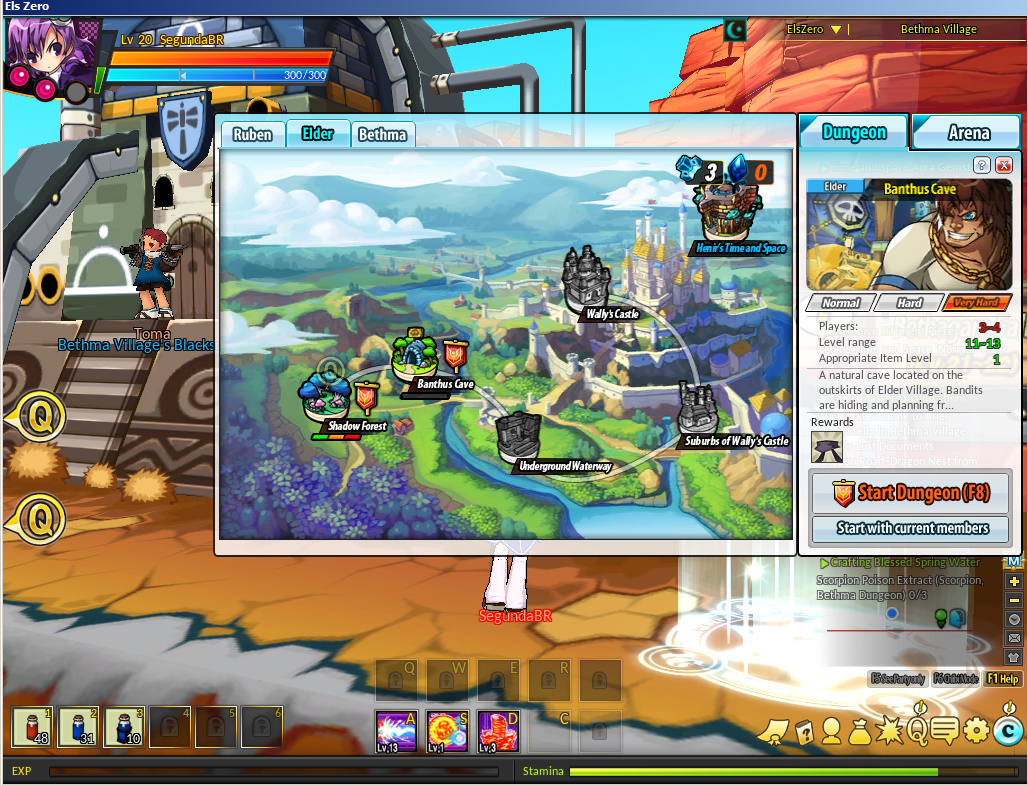 Els Zero
Lv 20 SegundaBR
300/300
ElsZero
Bethma Village
Ruben
Elder
Bethma
Dungeon
Arena
3
0
Henir's Time and Space
Wally's Castle
Banthus Cave
Shadow Forest
Underground Waterway
Suburbs of Wally's Castle
?
X
Elder
Banthus Cave
Normal
Hard
Very Hard
Players: 3~4
Level range 11~13
Appropriate Item Level 1
A natural cave located on the
outskirts of Elder Village. Bandits
are hiding and planning fr...
Rewards
Start Dungeon (F8)
Start with current members
Toma
Bethma Village's Blacks
Q
Q
SegundaBR
Crafting Blessed Spring Water
Scorpion Poison Extract (Scorpion,
Bethma Dungeon) 0/3
M
F5 See Party only
F1 Help
Q
W
E
R
1
48
2
31
3
10
4
5
6
A
Lv,13
S
Lv,1
D
Lv,3
C
Q
C
EXP
Stamina